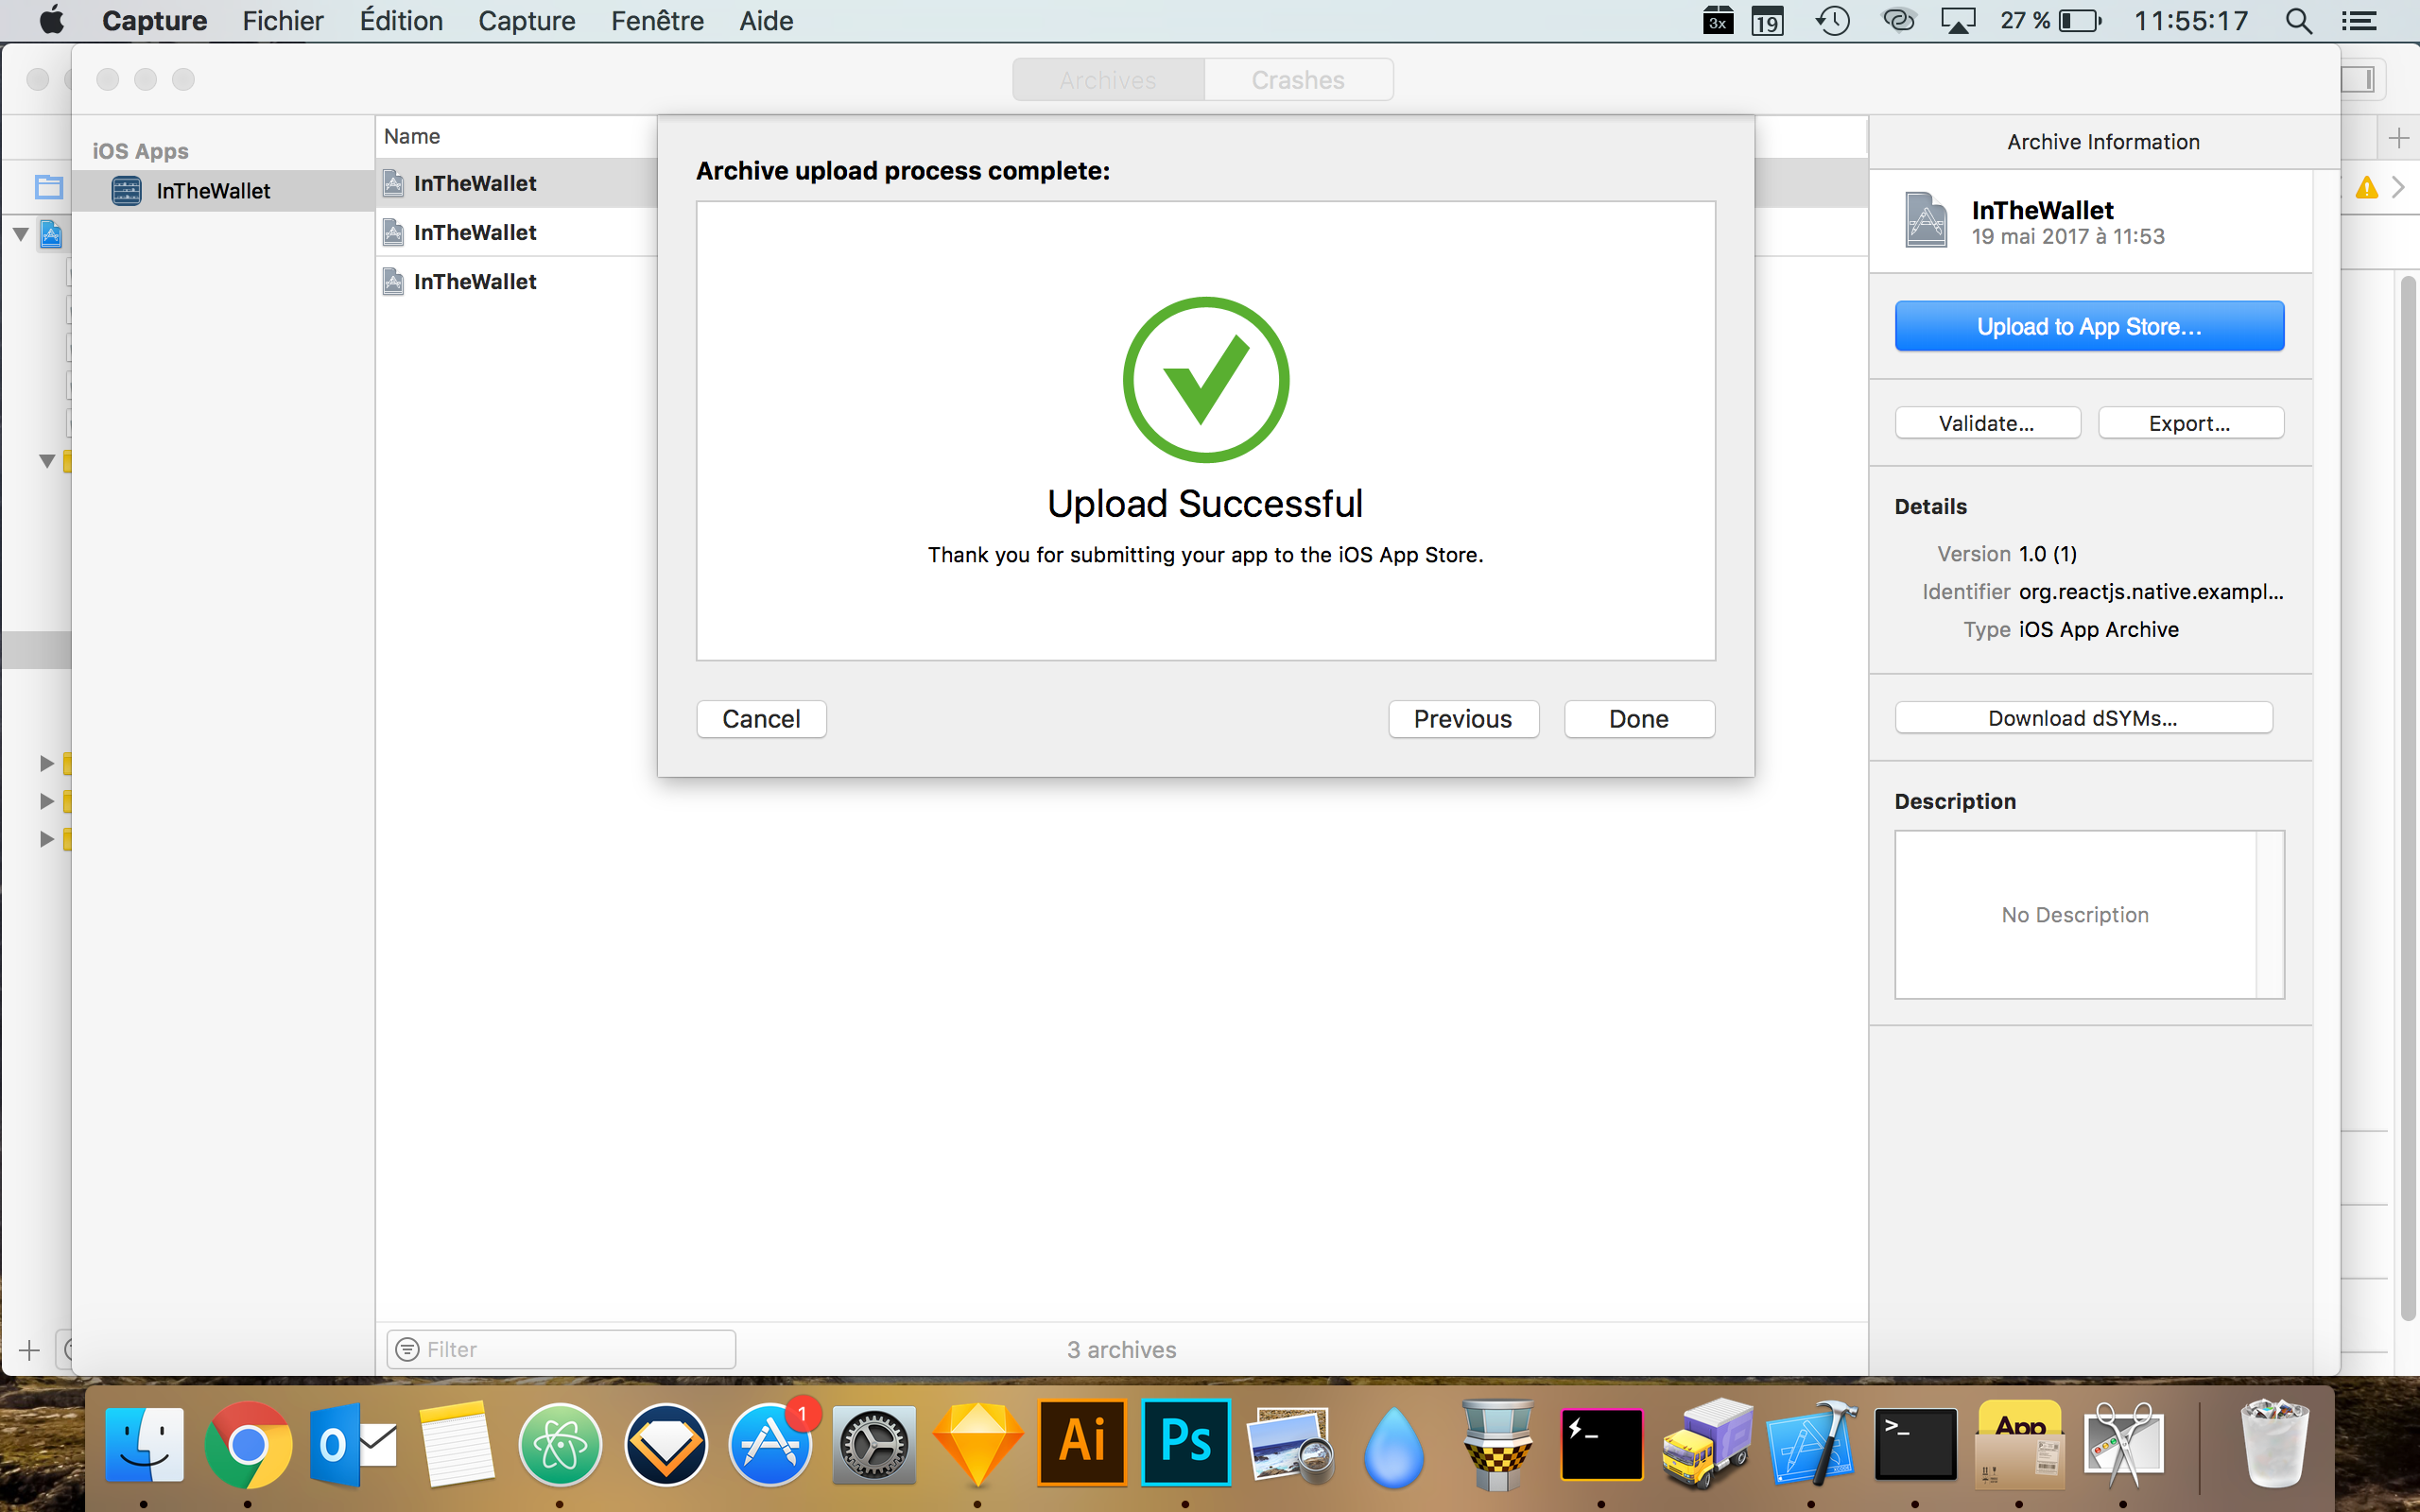 Capture Fichier Édition Capture Fenêtre Aide 3x 19 27 % 11:55:17
Archives Crashes
iOS Apps
InTheWallet
Name
InTheWallet
InTheWallet
InTheWallet
Archive upload process complete:
Upload Successful
Thank you for submitting your app to the iOS App Store.
Cancel Previous Done
Archive Information
InTheWallet
19 mai 2017 à 11:53
Upload to App Store...
Validate... Export...
Details
Version 1.0 (1)
Identifier org.reactjs.native.exampl...
Type iOS App Archive
Download dSYMs...
Description
No Description
Filter 3 archives
1
Ai Ps App